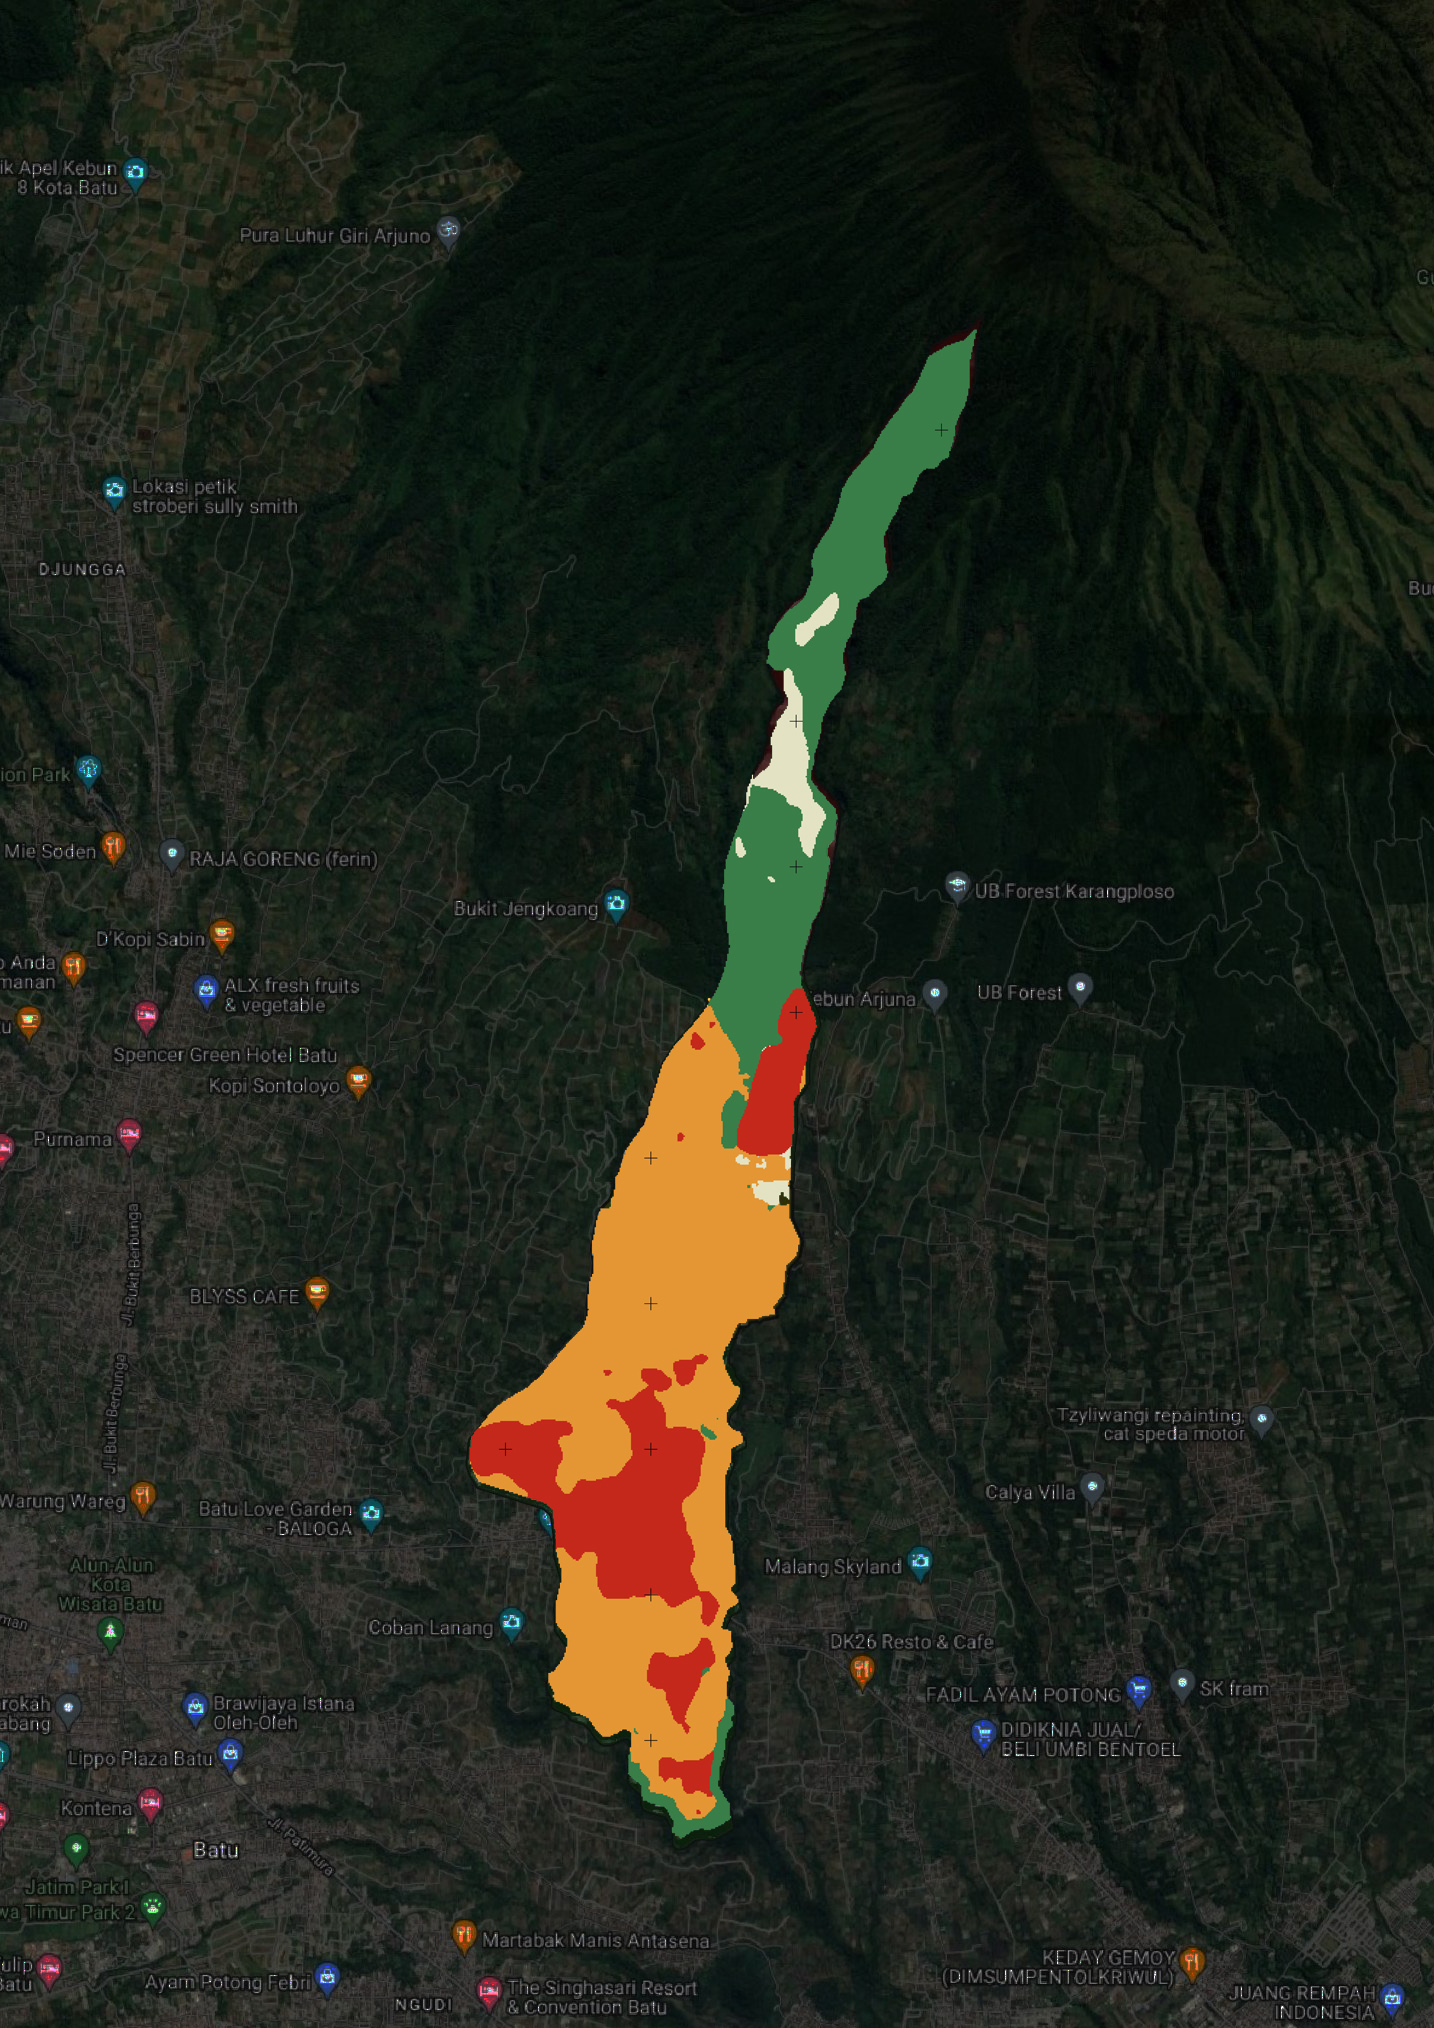 ik Apel Kebun
8 Kota Batu
Pura Luhur Giri Arjuno
Lokasi petik
stroberi sully smith
DJUNGGA
ion Park
Mie Soden
RAJA GORENG (ferin)
Bukit Jengkoang
UB Forest Karangploso
D'Kopi Sabin
o Anda
manan
ALX fresh fruits
& vegetable
ebun Arjuna
UB Forest
Spencer Green Hotel Batu
Kopi Sontoloyo
Purnama
Jl. Bukit Berbunga
BLYSS CAFE
Jl. Bukit Berbunga
Tzyliwangi repainting,
cat speda motor
Warung Wareg
Batu Love Garden
- BALOGA
Calya Villa
Alun-Alun
Kota
Wisata Batu
Malang Skyland
man
Coban Lanang
DK26 Resto & Cafe
arokah
abang
Brawijaya Istana
Oleh-Oleh
FADIL AYAM POTONG
SK fram
DIDIKNIA JUAL/
BELI UMBI BENTOEL
Lippo Plaza Batu
Kontena
Jl. Patimura
Batu
Jatim Park 1
wa Timur Park 2
Martabak Manis Antasena
KEDAY GEMOY
(DIMSUMPENTOLKRIWUL)
ulip
Batu
Ayam Potong Febri
The Singhasari Resort
& Convention Batu
NGUDI
JUANG REMPAH
INDONESIA